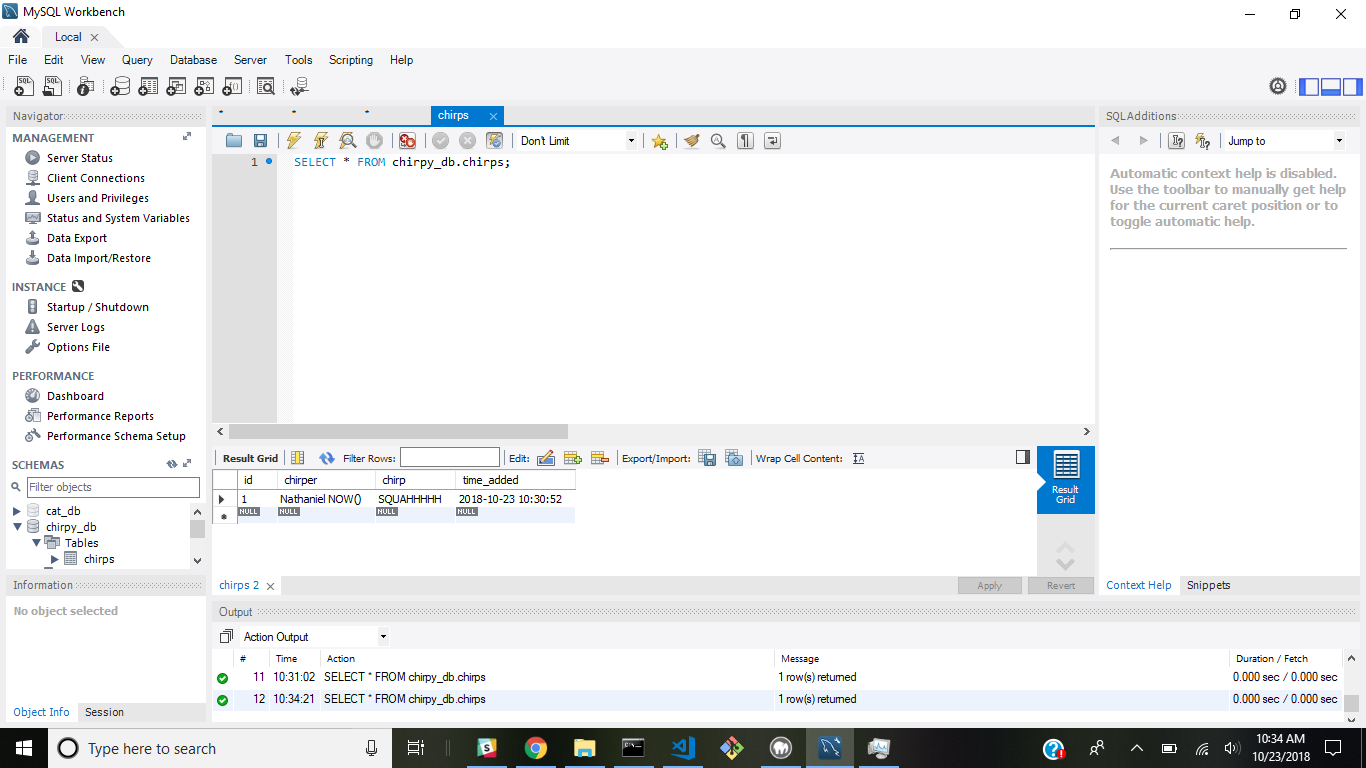 MySQL Workbench
Local
File Edit View Query Database Server Tools Scripting Help
Navigator
MANAGEMENT
Server Status
Client Connections
Users and Privileges
Status and System Variables
Data Export
Data Import/Restore
INSTANCE
Startup / Shutdown
Server Logs
Options File
PERFORMANCE
Dashboard
Performance Reports
Performance Schema Setup
SCHEMAS
Filter objects
cat_db
chirpy_db
Tables
chirps
Information
No object selected
Object Info Session
chirps
Don't Limit
1 SELECT * FROM chirpy_db.chirps;
Result Grid Filter Rows: Edit: Export/Import: Wrap Cell Content:
id chirper chirp time_added
1 Nathaniel NOW() SQUAHHHHH 2018-10-23 10:30:52
NULL NULL NULL NULL
Result
Grid
chirps 2
Apply Revert
Output
Action Output
# Time Action Message Duration / Fetch
11 10:31:02 SELECT * FROM chirpy_db.chirps 1 row(s) returned 0.000 sec / 0.000 sec
12 10:34:21 SELECT * FROM chirpy_db.chirps 1 row(s) returned 0.000 sec / 0.000 sec
SQLAdditions
Jump to
Automatic context help is disabled.
Use the toolbar to manually get help
for the current caret position or to
toggle automatic help.
Context Help Snippets
Type here to search
10:34 AM
10/23/2018